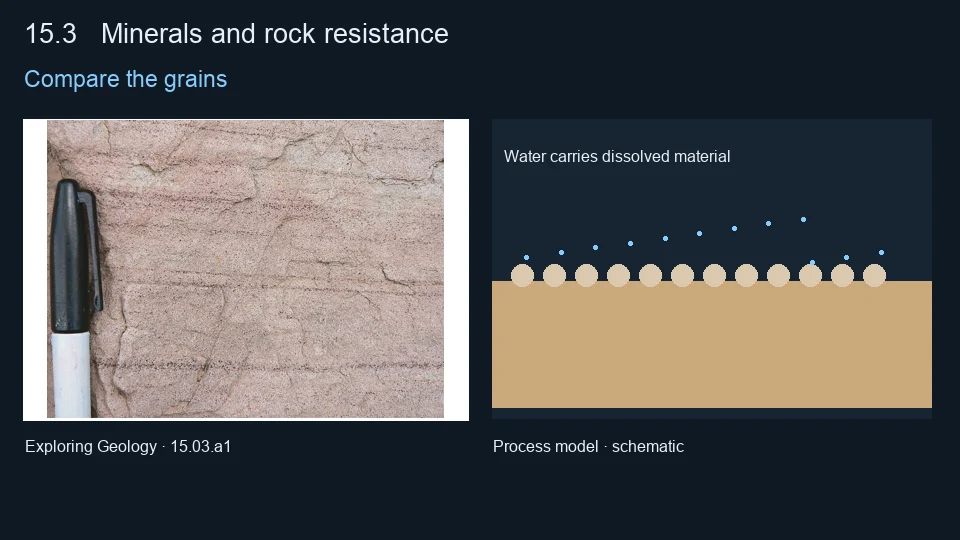 15.3 Minerals and rock resistance
Compare the grains
Water carries dissolved material
Exploring Geology · 15.03.a1
Process model · schematic